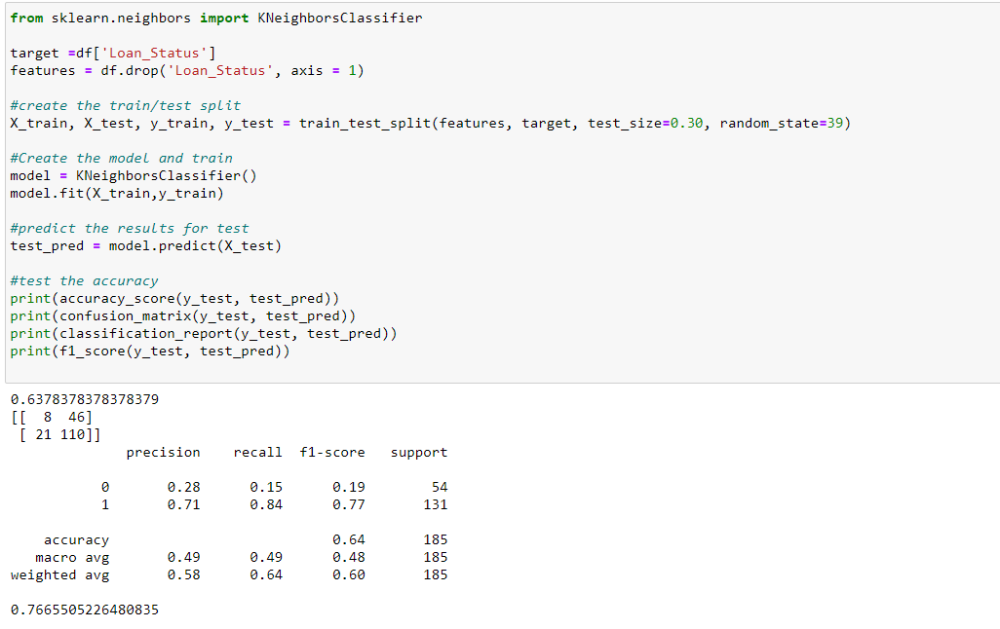 from sklearn.neighbors import KNeighborsClassifier
target =df['Loan_Status']
features = df.drop('Loan_Status', axis = 1)
#create the train/test split
X_train, X_test, y_train, y_test = train_test_split(features, target, test_size=0.30, random_state=39)
#Create the model and train
model = KNeighborsClassifier()
model.fit(X_train,y_train)
#predict the results for test
test_pred = model.predict(X_test)
#test the accuracy
print(accuracy_score(y_test, test_pred))
print(confusion_matrix(y_test, test_pred))
print(classification_report(y_test, test_pred))
print(f1_score(y_test, test_pred))
0.6378378378378379
[[  8  46]
 [ 21 110]]
              precision    recall  f1-score   support
           0       0.28      0.15      0.19        54
           1       0.71      0.84      0.77       131
    accuracy                           0.64       185
   macro avg       0.49      0.49      0.48       185
weighted avg       0.58      0.64      0.60       185
0.7665505226480835